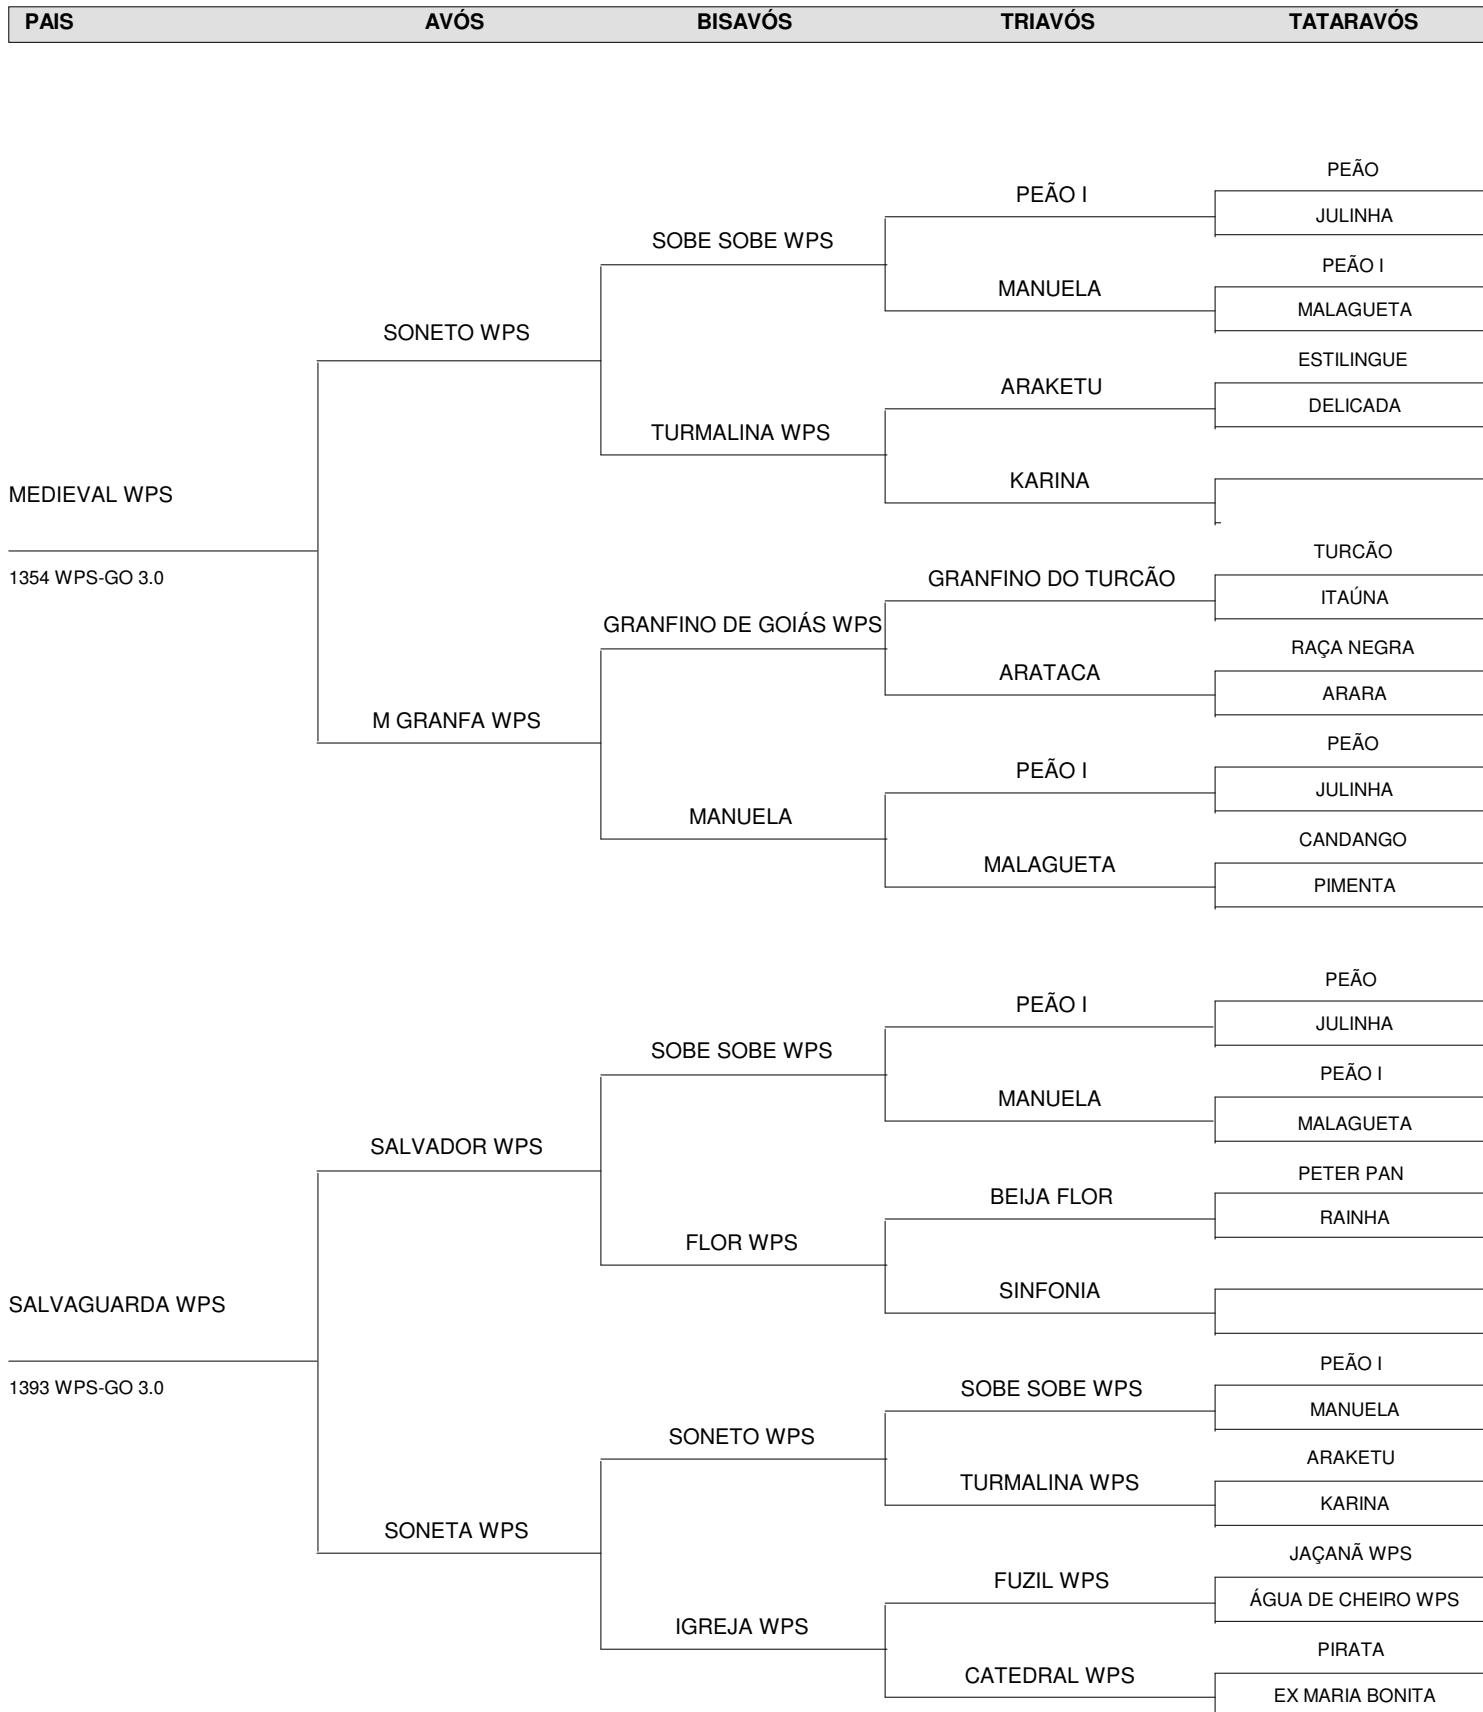 PAIS AVÓS BISAVÓS TRIAVÓS TATARAVÓS
PEÃO
PEÃO I
JULINHA
SOBE SOBE WPS
PEÃO I
MANUELA
MALAGUETA
SONETO WPS
ESTILINGUE
ARAKETU
DELICADA
TURMALINA WPS
KARINA
MEDIEVAL WPS
TURCÃO
1354 WPS-GO 3.0
GRANFINO DO TURCÃO
ITAÚNA
GRANFINO DE GOIÁS WPS
RAÇA NEGRA
ARATACA
ARARA
M GRANFA WPS
PEÃO
PEÃO I
JULINHA
MANUELA
CANDANGO
MALAGUETA
PIMENTA
PEÃO
PEÃO I
JULINHA
SOBE SOBE WPS
PEÃO I
MANUELA
MALAGUETA
SALVADOR WPS
PETER PAN
BEIJA FLOR
RAINHA
FLOR WPS
SINFONIA
SALVAGUARDA WPS
PEÃO I
1393 WPS-GO 3.0
SOBE SOBE WPS
MANUELA
SONETO WPS
ARAKETU
TURMALINA WPS
KARINA
SONETA WPS
JAÇANÃ WPS
FUZIL WPS
ÁGUA DE CHEIRO WPS
IGREJA WPS
PIRATA
CATEDRAL WPS
EX MARIA BONITA